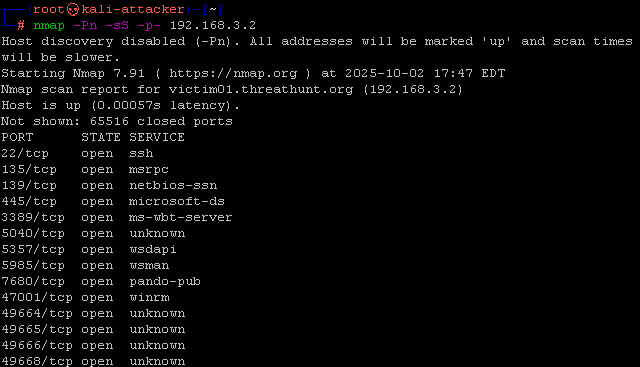 ┌──(root💀kali-attacker)-[~]
└─# nmap -Pn -sS -p- 192.168.3.2
Host discovery disabled (-Pn). All addresses will be marked 'up' and scan times
will be slower.
Starting Nmap 7.91 ( https://nmap.org ) at 2025-10-02 17:47 EDT
Nmap scan report for victim01.threathunt.org (192.168.3.2)
Host is up (0.00057s latency).
Not shown: 65516 closed ports
PORT      STATE SERVICE
22/tcp    open  ssh
135/tcp   open  msrpc
139/tcp   open  netbios-ssn
445/tcp   open  microsoft-ds
3389/tcp  open  ms-wbt-server
5040/tcp  open  unknown
5357/tcp  open  wsdapi
5985/tcp  open  wsman
7680/tcp  open  pando-pub
47001/tcp open  winrm
49664/tcp open  unknown
49665/tcp open  unknown
49666/tcp open  unknown
49668/tcp open  unknown